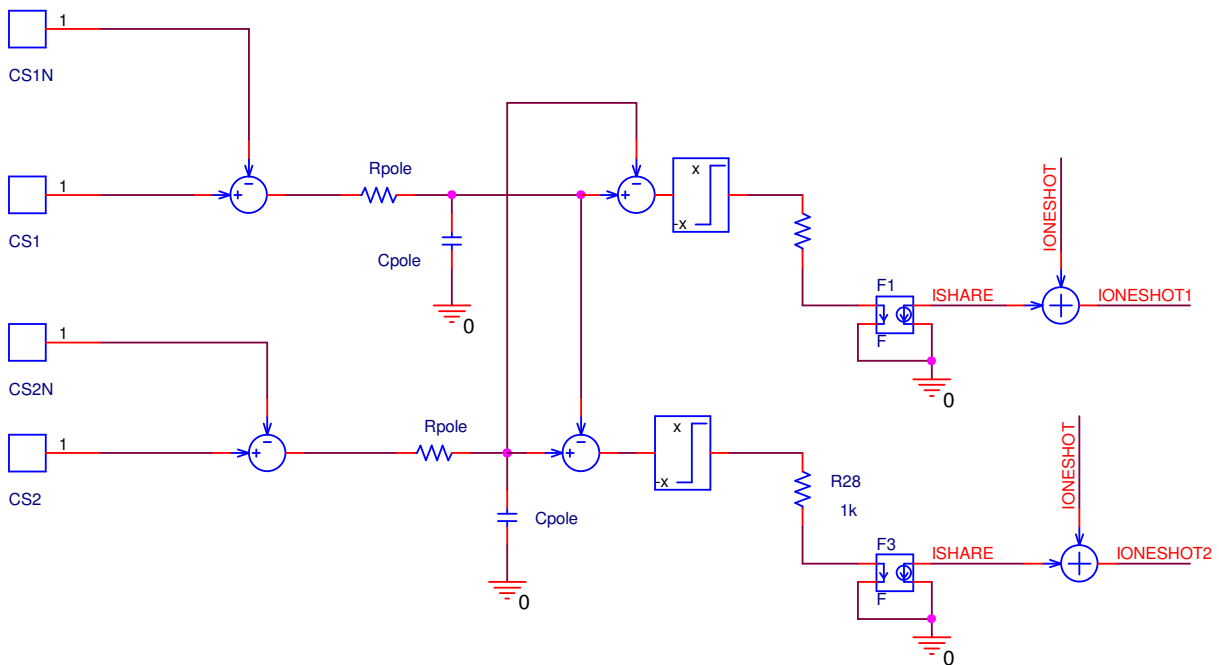 1
CS1N
1
CS1
Rpole
Cpole
0
x
-x
F1
F
0
ISHARE
IONESHOT
IONESHOT1
1
CS2N
1
CS2
Rpole
Cpole
0
x
-x
R28
1k
F3
F
0
ISHARE
IONESHOT
IONESHOT2